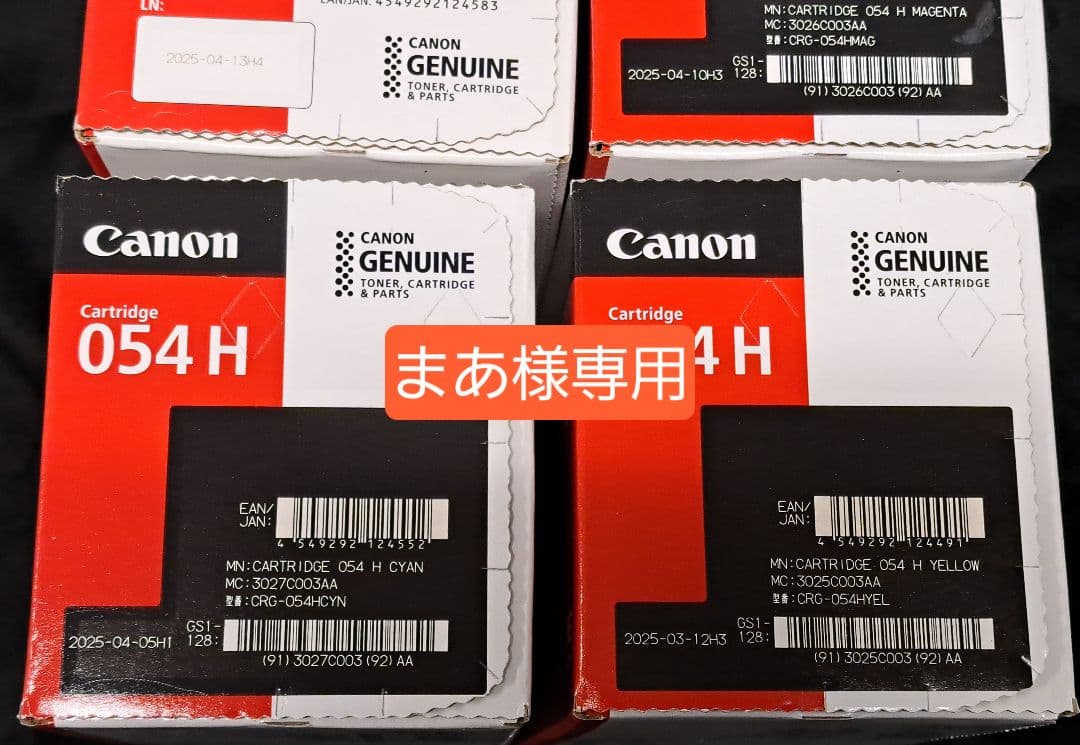 LN:
EAN/JAN: 4549292124583
2025-04-13H4
CANON
GENUINE
TONER, CARTRIDGE
& PARTS
MN:CARTRIDGE 054 H MAGENTA
MC:3026C003AA
型番:CRG-054HMAG
2025-04-10H3
GS1-
128:
(91) 3026C003 (92) AA
Canon
CANON
GENUINE
TONER, CARTRIDGE
& PARTS
Cartridge
054 H
EAN/
JAN:
4 549292 124552
MN:CARTRIDGE 054 H CYAN
MC:3027C003AA
型番:CRG-054HCYN
2025-04-05H1
GS1-
128:
(91) 3027C003 (92) AA
Canon
CANON
GENUINE
TONER, CARTRIDGE
& PARTS
Cartridge
4 H
まあ様専用
EAN/
JAN:
4 549292 124491
MN:CARTRIDGE 054 H YELLOW
MC:3025C003AA
型番:CRG-054HYEL
2025-03-12H3
GS1-
128:
(91) 3025C003 (92) AA